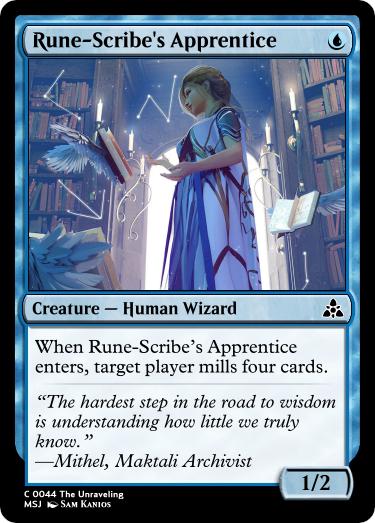 Rune-Scribe's Apprentice
Creature — Human Wizard
When Rune-Scribe's Apprentice
enters, target player mills four cards.
"The hardest step in the road to wisdom
is understanding how little we truly
know."
—Mithel, Maktali Archivist
1/2
C 0044 The Unraveling
MSJ Sam Kanios